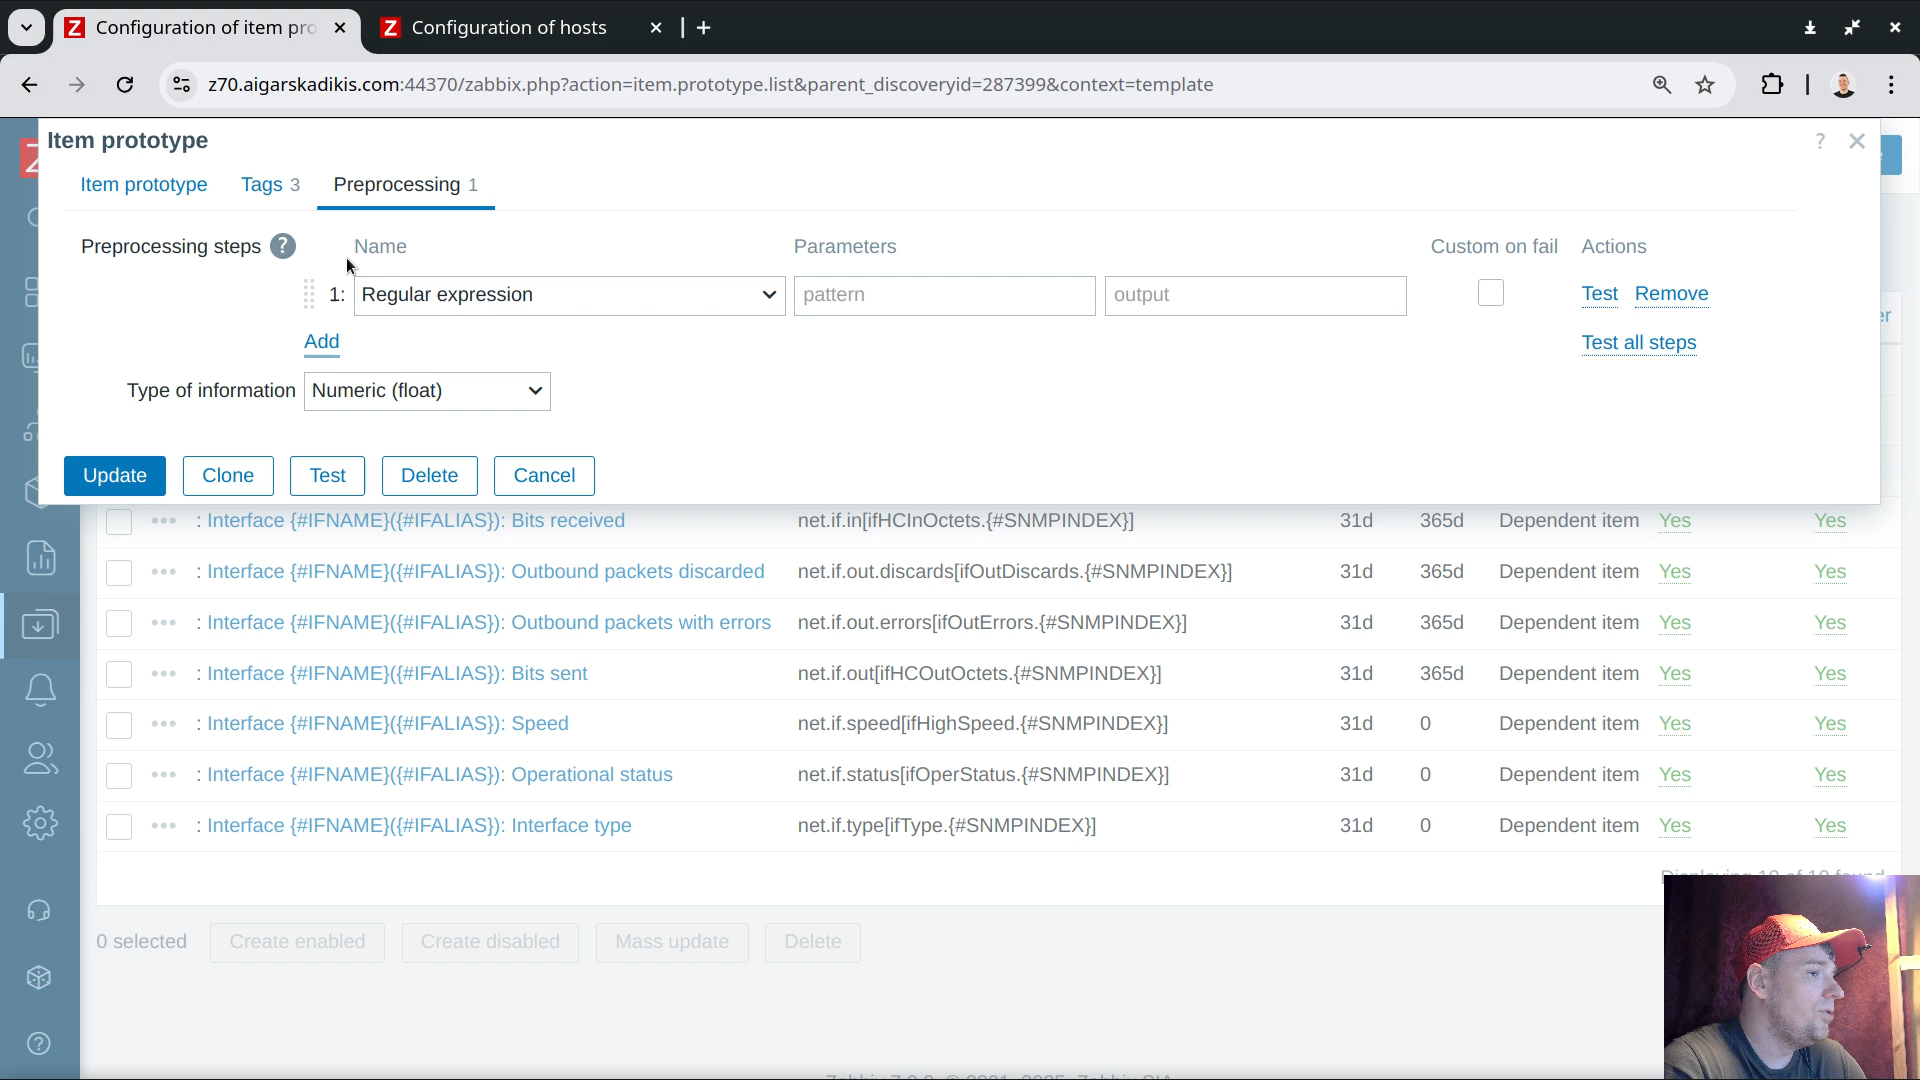 Configuration of item pro
Configuration of hosts
z70.aigarskadikis.com:44370/zabbix.php?action=item.prototype.list&parent_discoveryid=287399&context=template
Item prototype
Item prototype Tags 3 Preprocessing 1
Preprocessing steps ? Name Parameters Custom on fail Actions
1: Regular expression pattern output Test Remove
Add Test all steps
Type of information Numeric (float)
Update Clone Test Delete Cancel
: Interface {#IFNAME}({#IFALIAS}): Bits received net.if.in[ifHCInOctets.{#SNMPINDEX}] 31d 365d Dependent item Yes Yes
: Interface {#IFNAME}({#IFALIAS}): Outbound packets discarded net.if.out.discards[ifOutDiscards.{#SNMPINDEX}] 31d 365d Dependent item Yes Yes
: Interface {#IFNAME}({#IFALIAS}): Outbound packets with errors net.if.out.errors[ifOutErrors.{#SNMPINDEX}] 31d 365d Dependent item Yes Yes
: Interface {#IFNAME}({#IFALIAS}): Bits sent net.if.out[ifHCOutOctets.{#SNMPINDEX}] 31d 365d Dependent item Yes Yes
: Interface {#IFNAME}({#IFALIAS}): Speed net.if.speed[ifHighSpeed.{#SNMPINDEX}] 31d 0 Dependent item Yes Yes
: Interface {#IFNAME}({#IFALIAS}): Operational status net.if.status[ifOperStatus.{#SNMPINDEX}] 31d 0 Dependent item Yes Yes
: Interface {#IFNAME}({#IFALIAS}): Interface type net.if.type[ifType.{#SNMPINDEX}] 31d 0 Dependent item Yes Yes
0 selected Create enabled Create disabled Mass update Delete